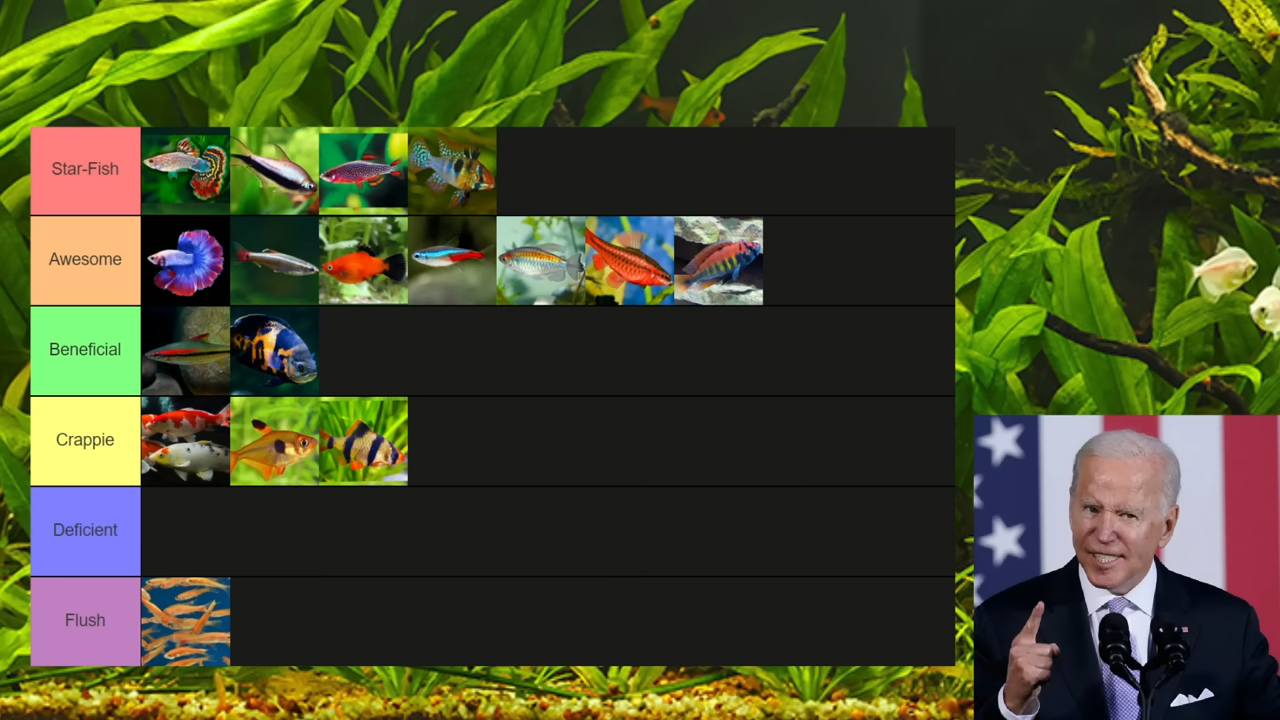 Star-Fish
Awesome
Beneficial
Crappie
Deficient
Flush